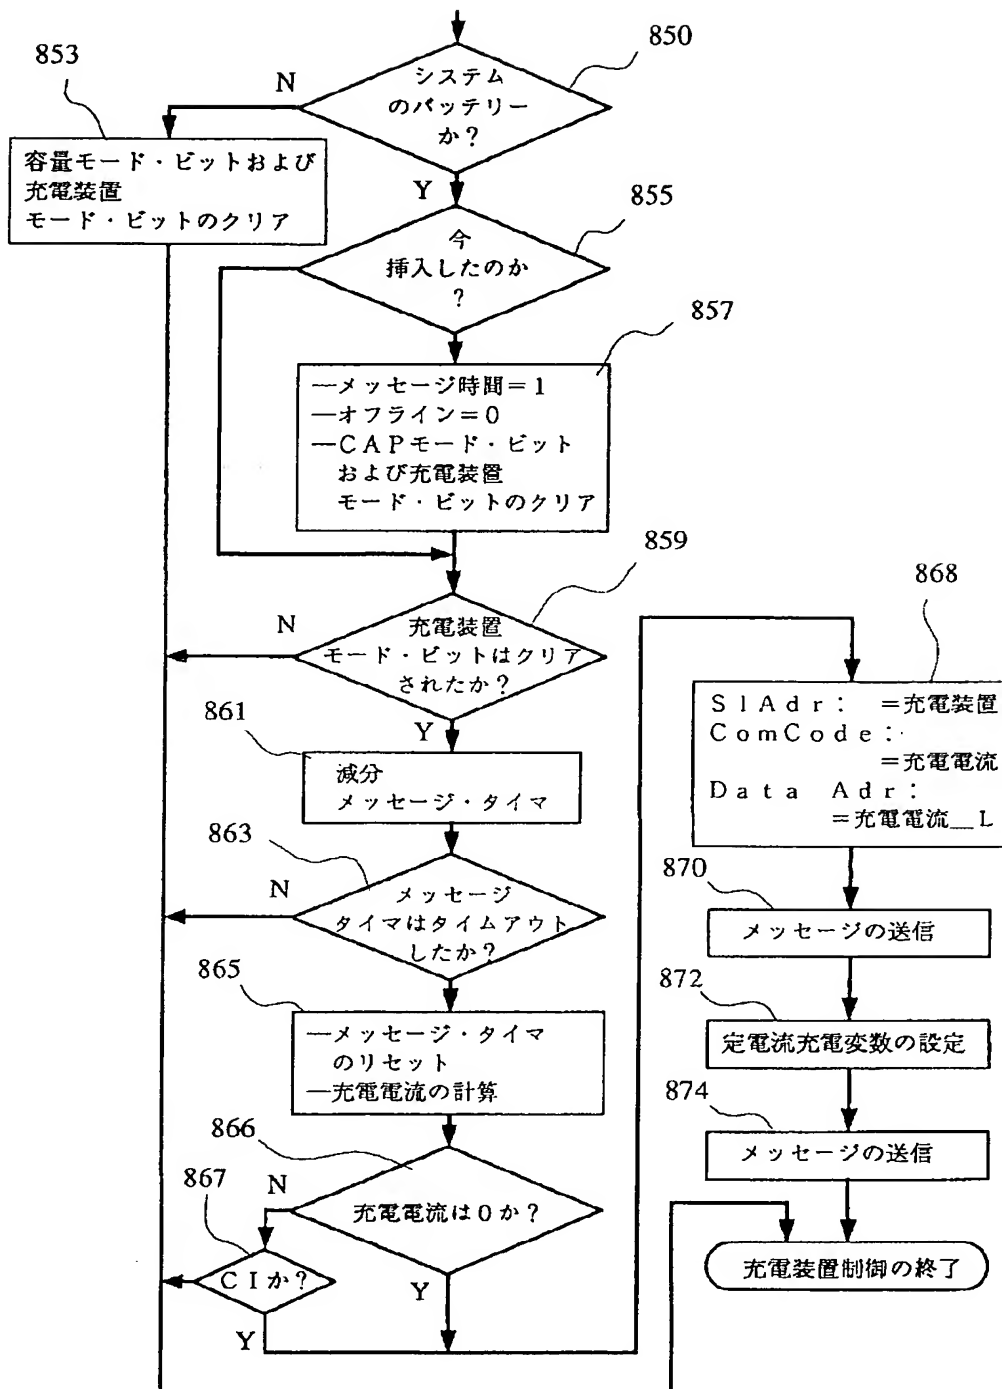 850
システム
のバッテリー
か?
N
Y
853
容量モード・ビットおよび
充電装置
モード・ビットのクリア
855
今
挿入したのか
?
857
—メッセージ時間=1
—オフライン=0
—CAPモード・ビット
および充電装置
モード・ビットのクリア
859
充電装置
モード・ビットはクリア
されたか?
N
Y
861
減分
メッセージ・タイマ
863
メッセージ
タイマはタイムアウト
したか?
N
865
—メッセージ・タイマ
のリセット
—充電電流の計算
866
充電電流は0か?
N
Y
867
CIか?
Y
868
SlAdr: =充電装置
ComCode:
=充電電流
Data Adr:
=充電電流__L
870
メッセージの送信
872
定電流充電変数の設定
874
メッセージの送信
充電装置制御の終了